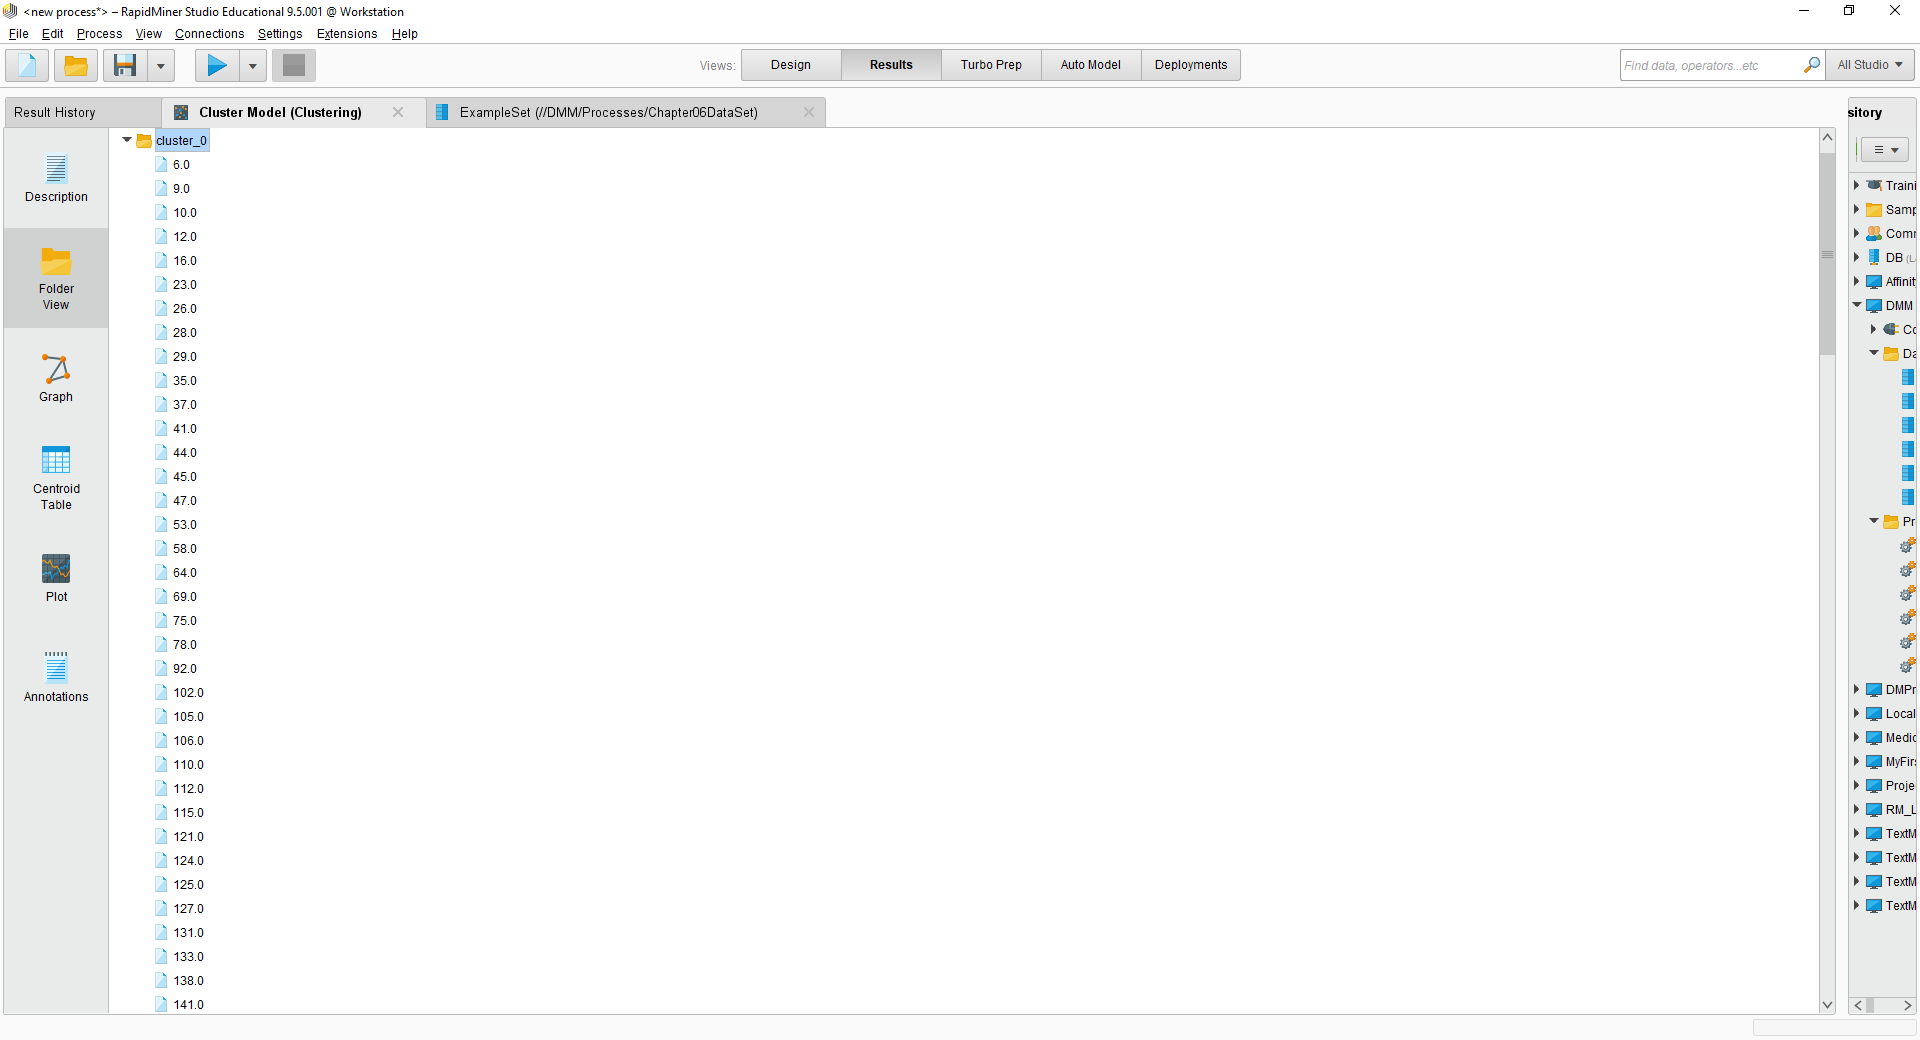 <new process*> – RapidMiner Studio Educational 9.5.001 @ Workstation
File Edit Process View Connections Settings Extensions Help
Views: Design Results Turbo Prep Auto Model Deployments
Find data, operators...etc
All Studio
Result History
Cluster Model (Clustering)
ExampleSet (//DMM/Processes/Chapter06DataSet)
sitory
Description
Folder
View
Graph
Centroid
Table
Plot
Annotations
cluster_0
6.0
9.0
10.0
12.0
16.0
23.0
26.0
28.0
29.0
35.0
37.0
41.0
44.0
45.0
47.0
53.0
58.0
64.0
69.0
75.0
78.0
92.0
102.0
105.0
106.0
110.0
112.0
115.0
121.0
124.0
125.0
127.0
131.0
133.0
138.0
141.0
Traini
Samp
Comm
DB (L
Affinit
DMM
Co
Da
Pr
DMPr
Local
Medic
MyFirs
Projec
RM_L
TextM
TextM
TextM
TextM